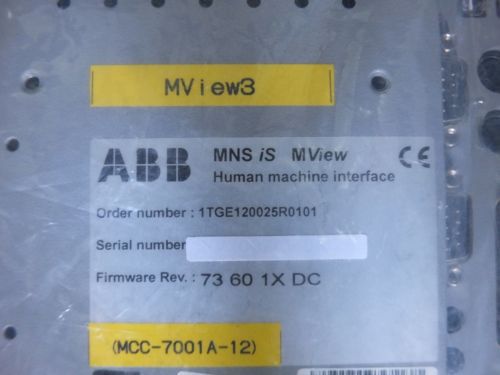 MView3
ABB MNS iS MView CE
Human machine interface
Order number : 1TGE120025R0101
Serial number
Firmware Rev. : 73 60 1X DC
(MCC-7001A-12)